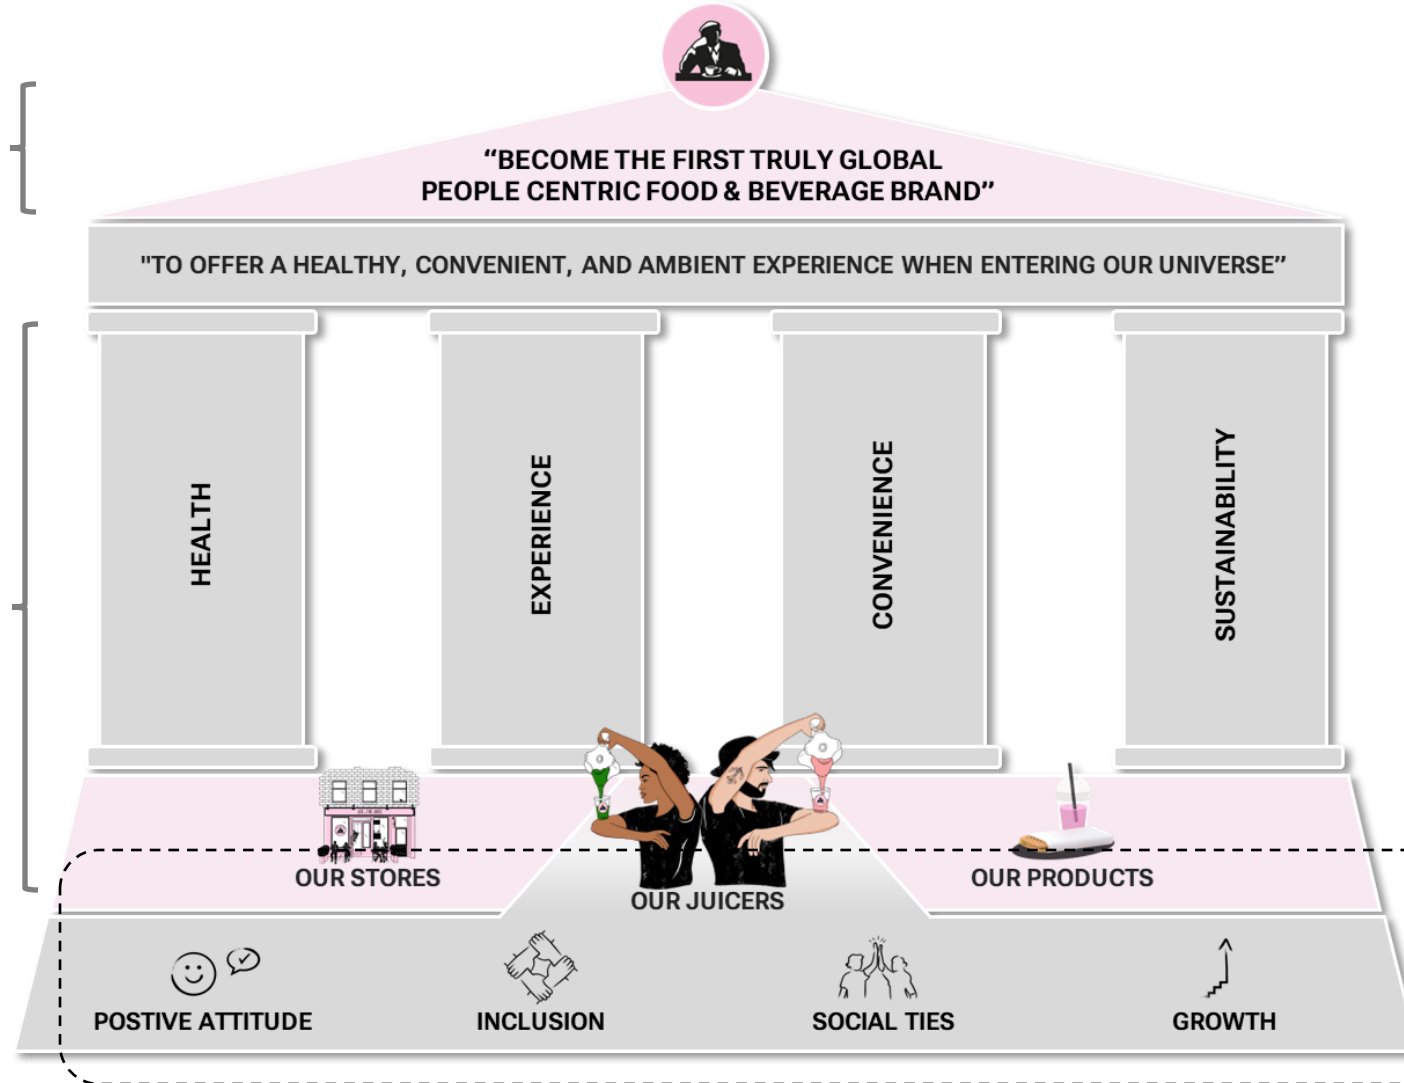 “BECOME THE FIRST TRULY GLOBAL
PEOPLE CENTRIC FOOD & BEVERAGE BRAND”
"TO OFFER A HEALTHY, CONVENIENT, AND AMBIENT EXPERIENCE WHEN ENTERING OUR UNIVERSE”
HEALTH
EXPERIENCE
CONVENIENCE
SUSTAINABILITY
OUR STORES
OUR JUICERS
OUR PRODUCTS
POSTIVE ATTITUDE
INCLUSION
SOCIAL TIES
GROWTH